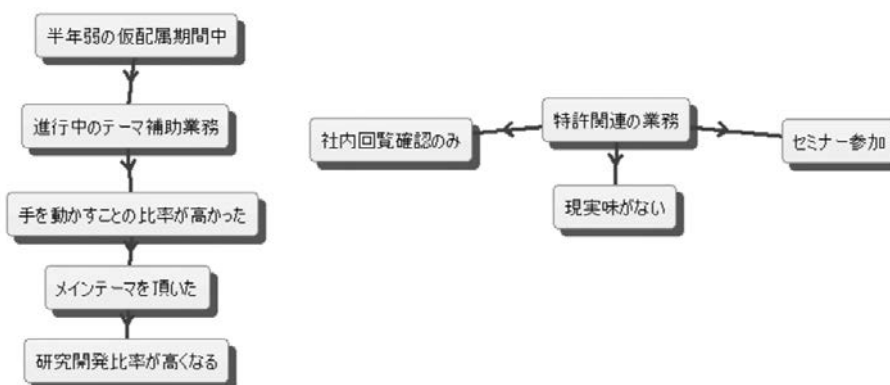 半年弱の仮配属期間中
進行中のテーマ補助業務
手を動かすことの比率が高かった
メインテーマを頂いた
研究開発比率が高くなる
特許関連の業務
社内回覧確認のみ
セミナー参加
現実味がない